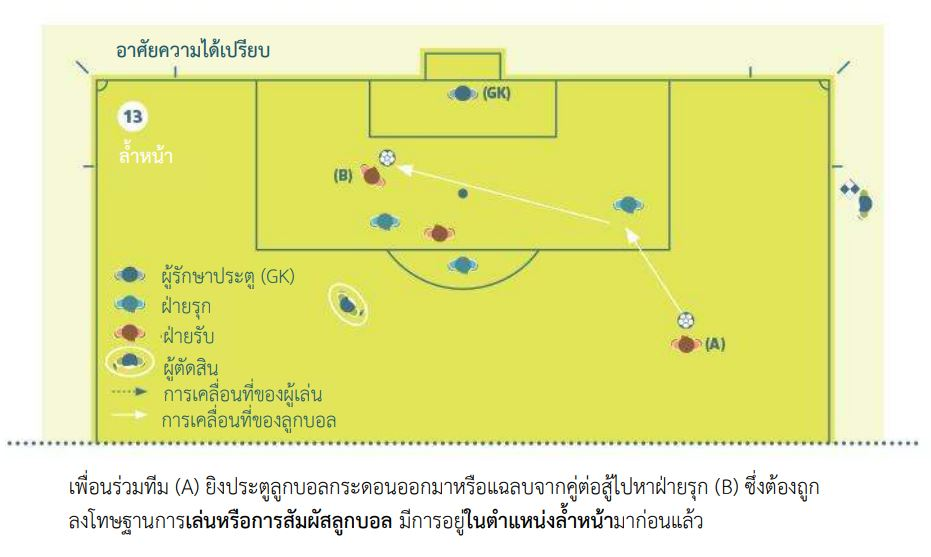 อาศัยความได้เปรียบ
(GK)
13
ล้ำหน้า
(B)
ผู้รักษาประตู (GK)
ฝ่ายรุก
ฝ่ายรับ
(A)
ผู้ตัดสิน
การเคลื่อนที่ของผู้เล่น
การเคลื่อนที่ของลูกบอล
เพื่อนร่วมทีม (A) ยิงประตูลูกบอลกระดอนออกมาหรือแฉลบจากคู่ต่อสู้ไปหาฝ่ายรุก (B) ซึ่งต้องถูก
ลงโทษฐานการเล่นหรือการสัมผัสลูกบอล มีการอยู่ในตำแหน่งล้ำหน้ามาก่อนแล้ว